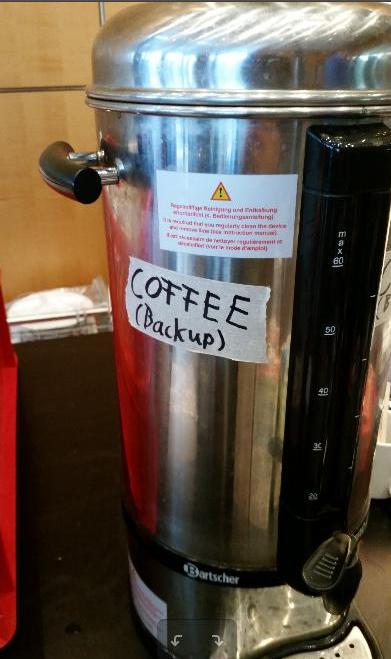 Regelmäßige Reinigung und Entkalkung
erforderlich (s. Bedienungsanleitung)
It is required that you regularly clean the device
and remove lime (see instruction manual).
Il est nécessaire de nettoyer régulièrement et
décalcifier (voir le mode d'emploi)
COFFEE
(Backup)
max
60
50
40
30
20
Bartscher